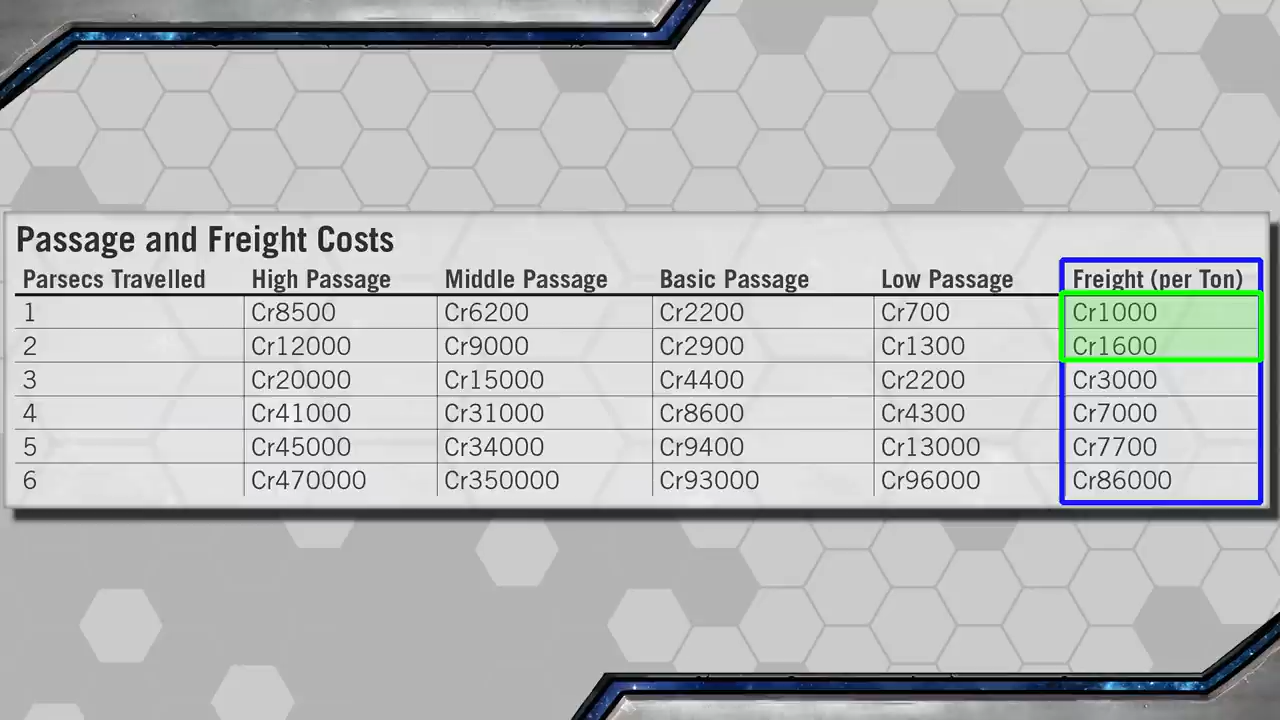 Passage and Freight Costs
Parsecs Travelled High Passage Middle Passage Basic Passage Low Passage Freight (per Ton)
1 Cr8500 Cr6200 Cr2200 Cr700 Cr1000
2 Cr12000 Cr9000 Cr2900 Cr1300 Cr1600
3 Cr20000 Cr15000 Cr4400 Cr2200 Cr3000
4 Cr41000 Cr31000 Cr8600 Cr4300 Cr7000
5 Cr45000 Cr34000 Cr9400 Cr13000 Cr7700
6 Cr470000 Cr350000 Cr93000 Cr96000 Cr86000